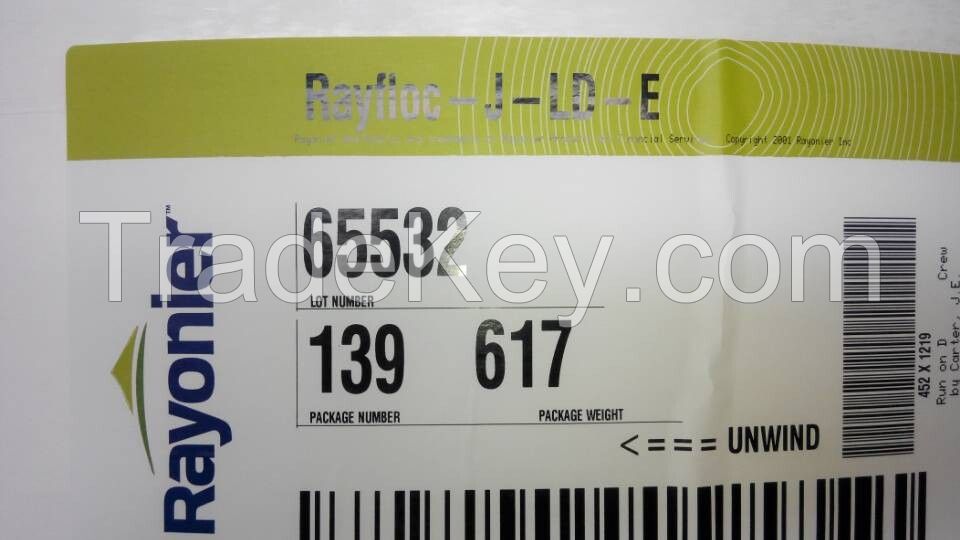 Rayfloc-J-LD-E
Copyright 2001 Rayonier Inc
Rayonier™
65532
LOT NUMBER
139 617
PACKAGE NUMBER PACKAGE WEIGHT
<=== UNWIND
452 X 1219
Run on D Crew
by Carter, J.E.
TradeKey.com